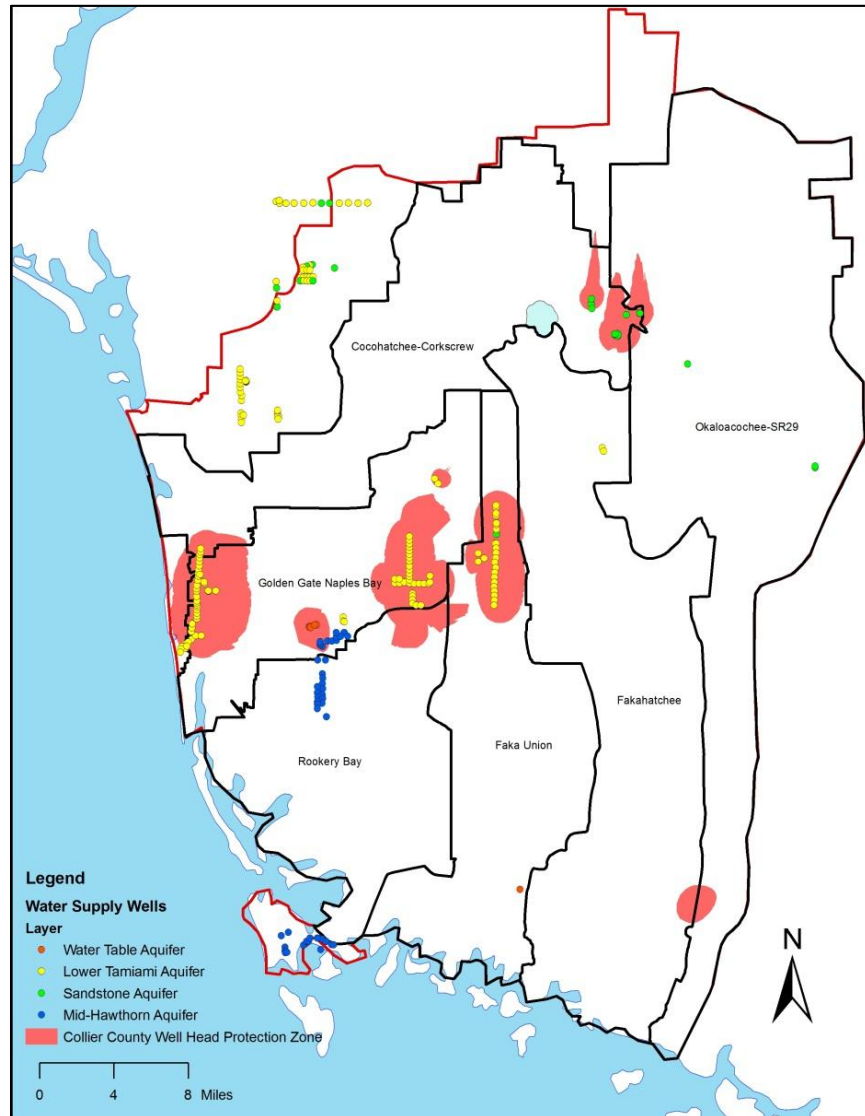 Cocohatchee-Corkscrew
Okaloacochee-SR29
Golden Gate Naples Bay
Fakahatchee
Rookery Bay
Faka Union
Legend
Water Supply Wells
Layer
Water Table Aquifer
Lower Tamiami Aquifer
Sandstone Aquifer
Mid-Hawthorn Aquifer
Collier County Well Head Protection Zone
N
0 4 8 Miles